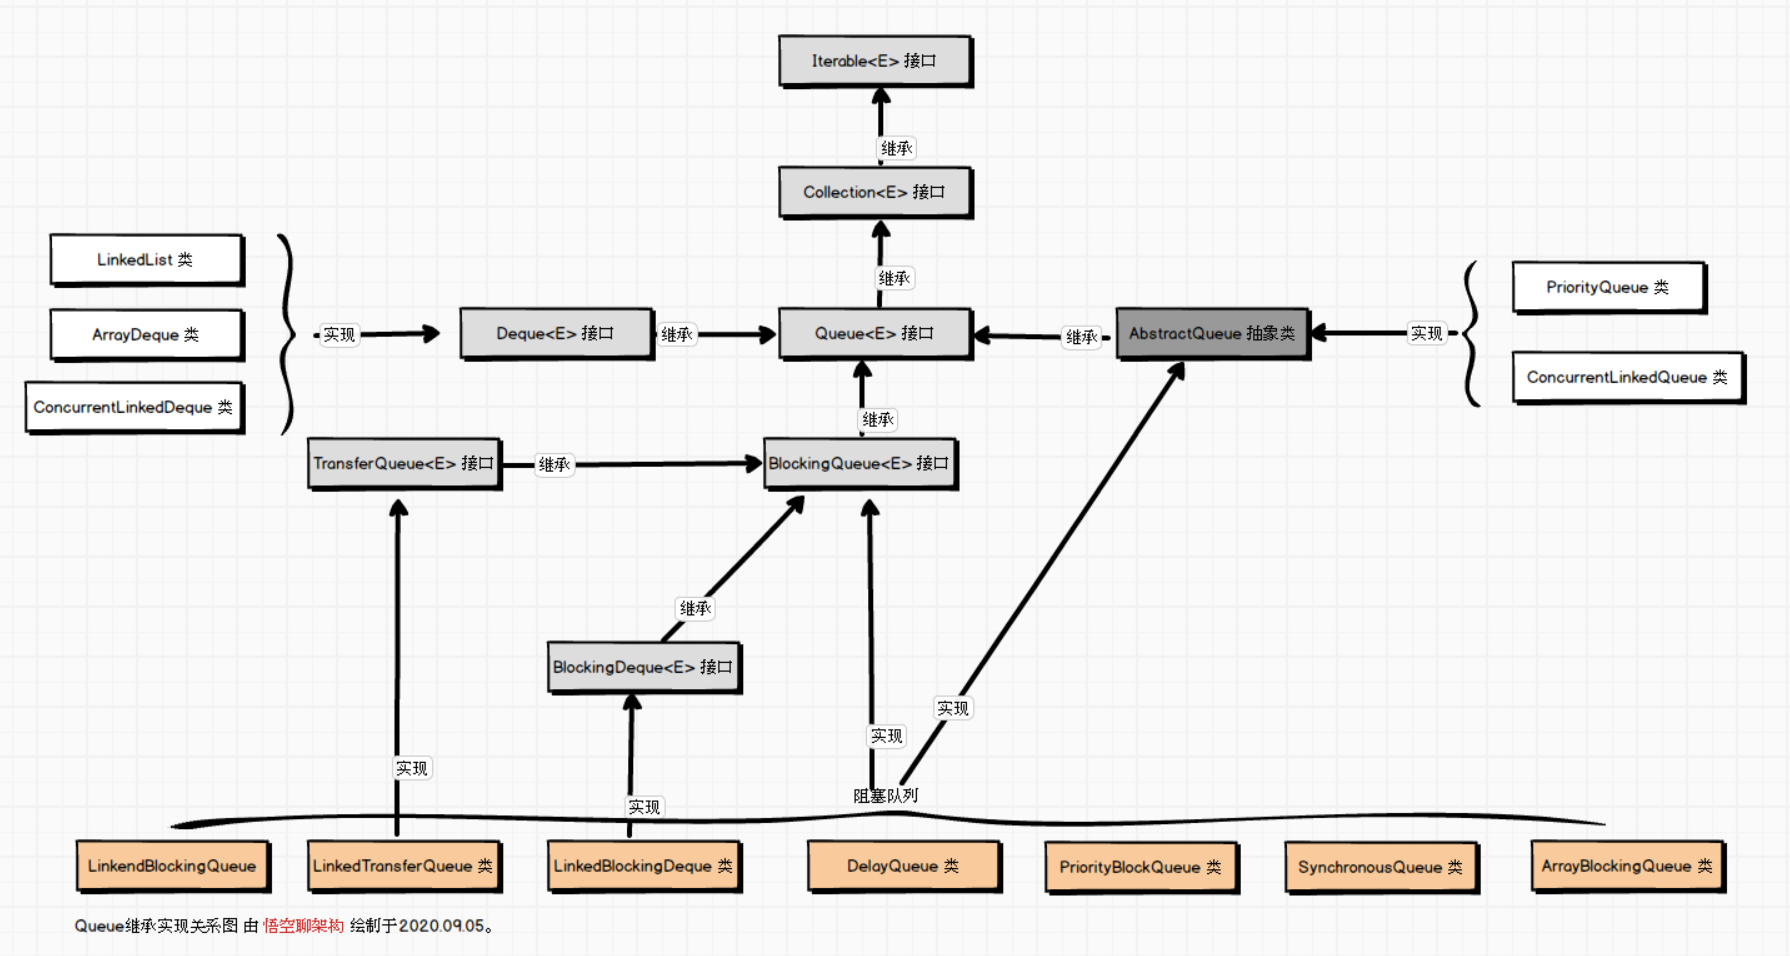 Iterable<E> 接口
继承
Collection<E> 接口
继承
LinkedList 类
ArrayDeque 类
ConcurrentLinkedDeque 类
实现
Deque<E> 接口
继承
Queue<E> 接口
继承
AbstractQueue 抽象类
实现
PriorityQueue 类
ConcurrentLinkedQueue 类
继承
TransferQueue<E> 接口
继承
BlockingQueue<E> 接口
继承
BlockingDeque<E> 接口
实现
实现
实现
实现
阻塞队列
LinkendBlockingQueue
LinkedTransferQueue 类
LinkedBlockingDeque 类
DelayQueue 类
PriorityBlockQueue 类
SynchronousQueue 类
ArrayBlockingQueue 类
Queue继承实现关系图 由 悟空聊架构 绘制于2020.09.05。